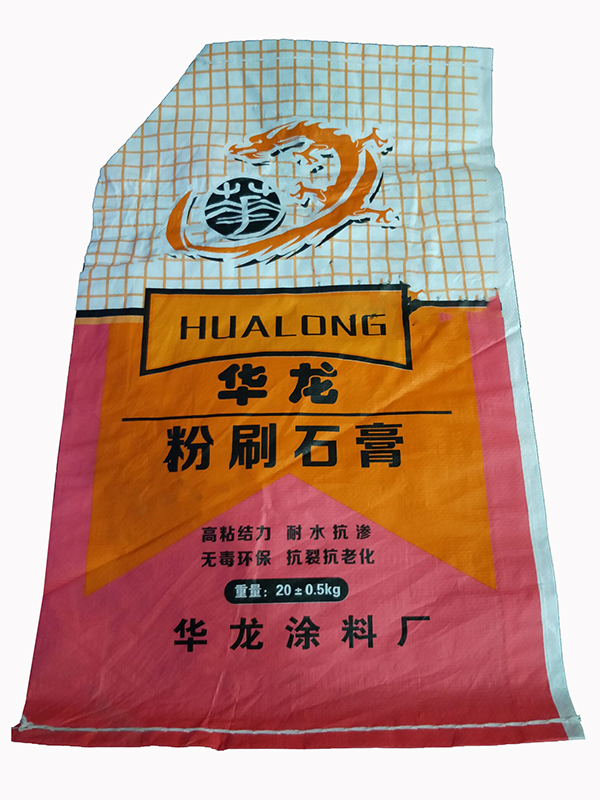 華
HUALONG
华龙
粉刷石膏
高粘结力 耐水抗渗
无毒环保 抗裂抗老化
重量：20±0.5kg
华龙涂料厂